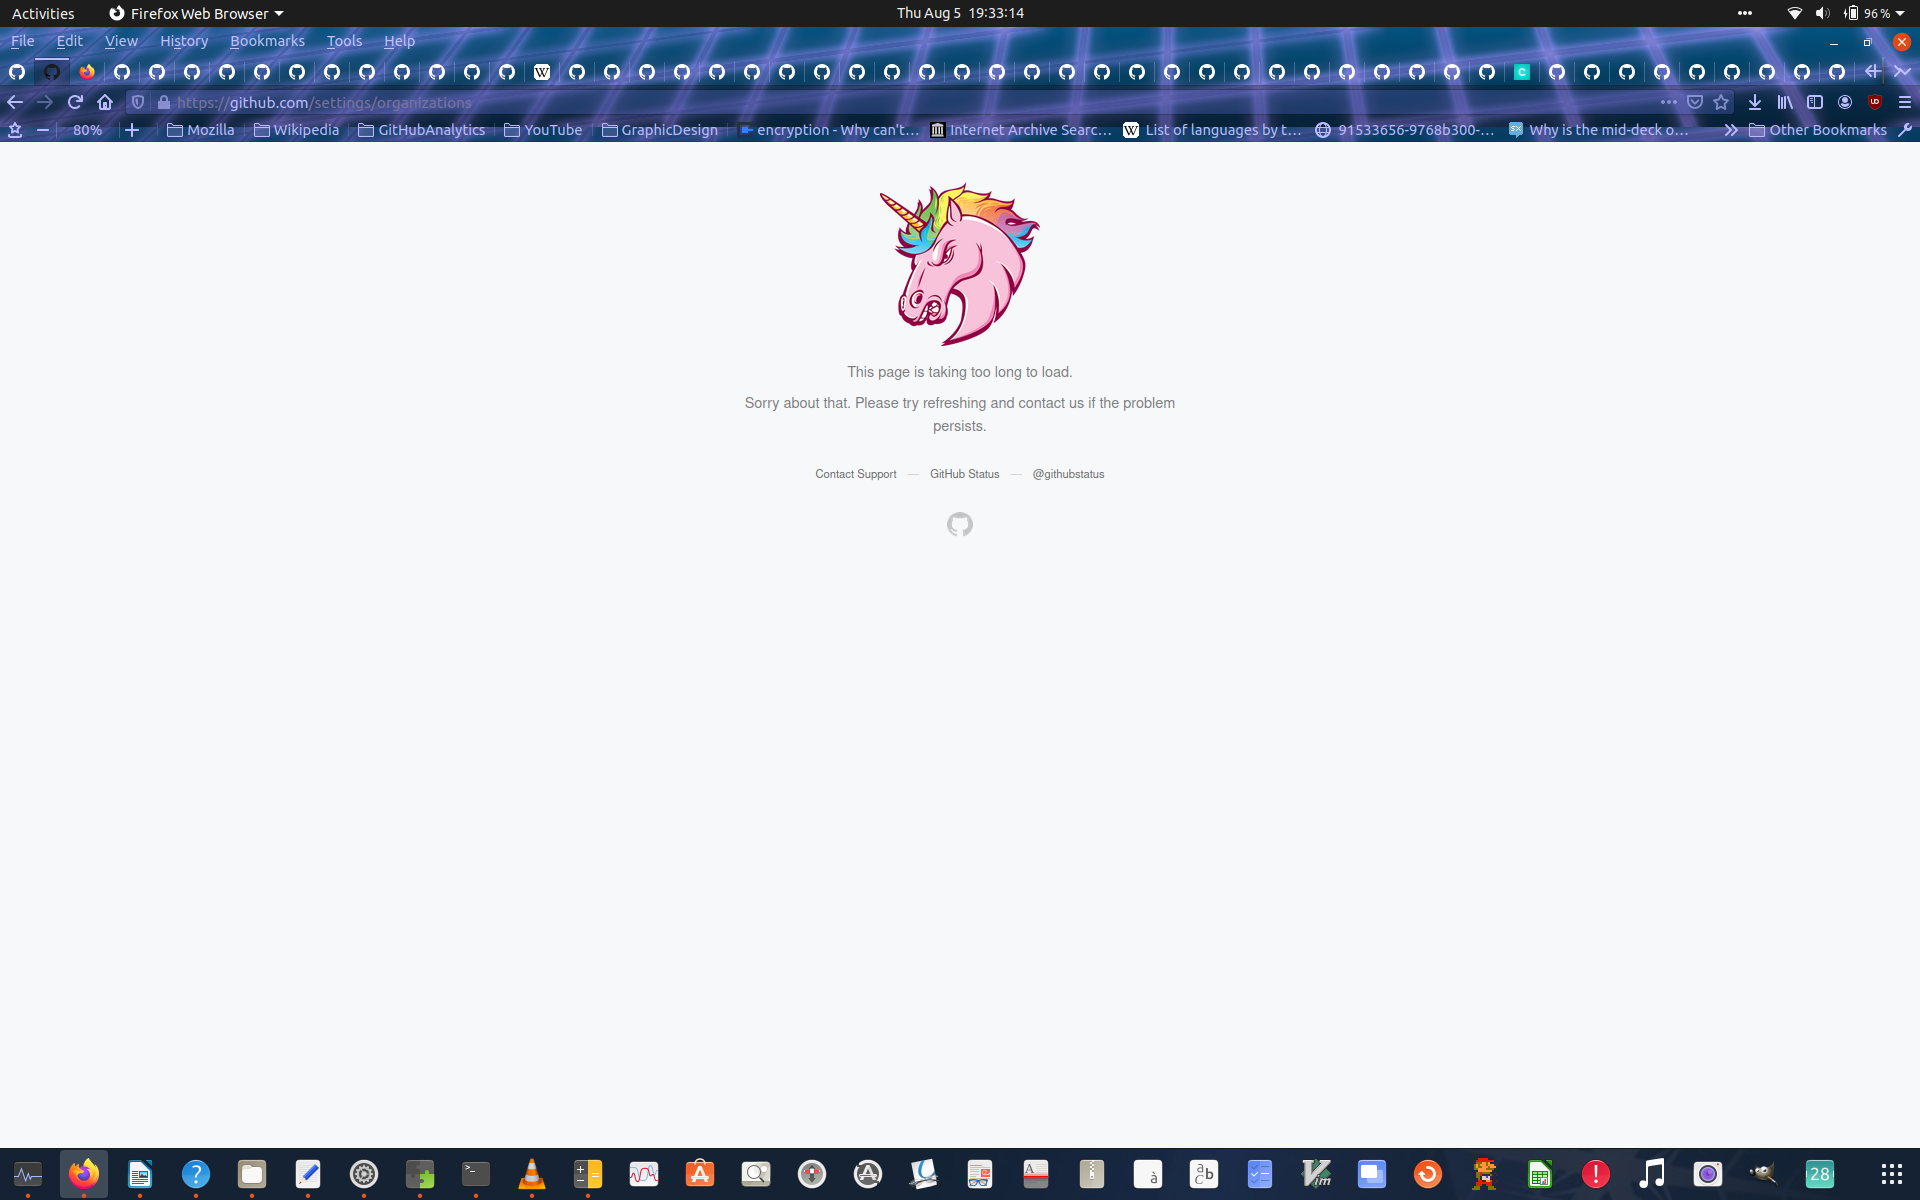 Activities
Firefox Web Browser
Thu Aug 5 19:33:14
96 %
File Edit View History Bookmarks Tools Help
https://github.com/settings/organizations
80%
Mozilla
Wikipedia
GitHubAnalytics
YouTube
GraphicDesign
encryption - Why can't...
Internet Archive Searc...
List of languages by t...
91533656-9768b300-...
Why is the mid-deck o...
Other Bookmarks
This page is taking too long to load.
Sorry about that. Please try refreshing and contact us if the problem
persists.
Contact Support — GitHub Status — @githubstatus
28